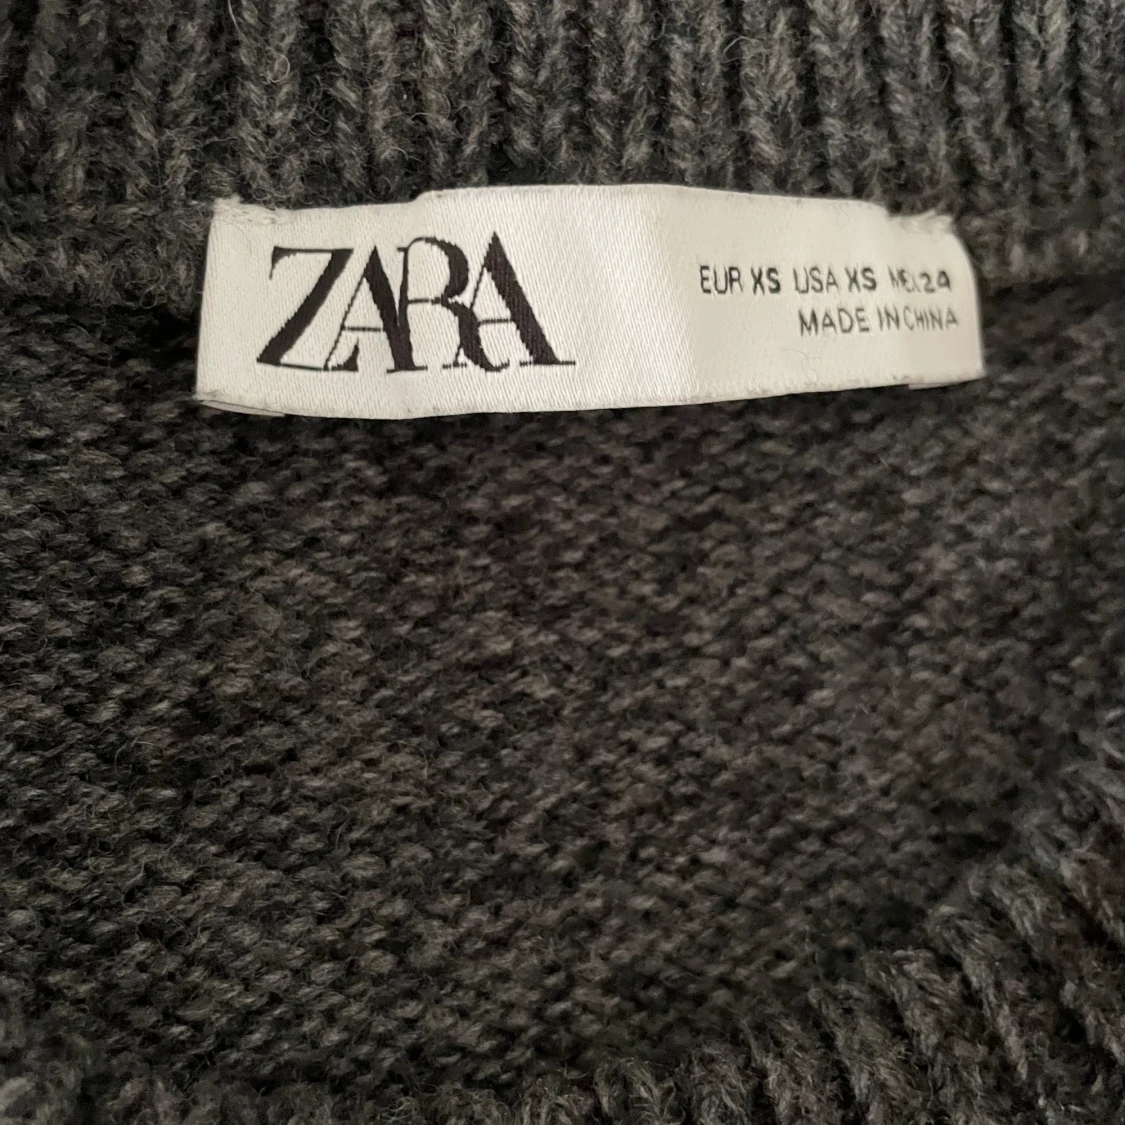 ZARA
EUR XS USA XS MEX 24
MADE IN CHINA